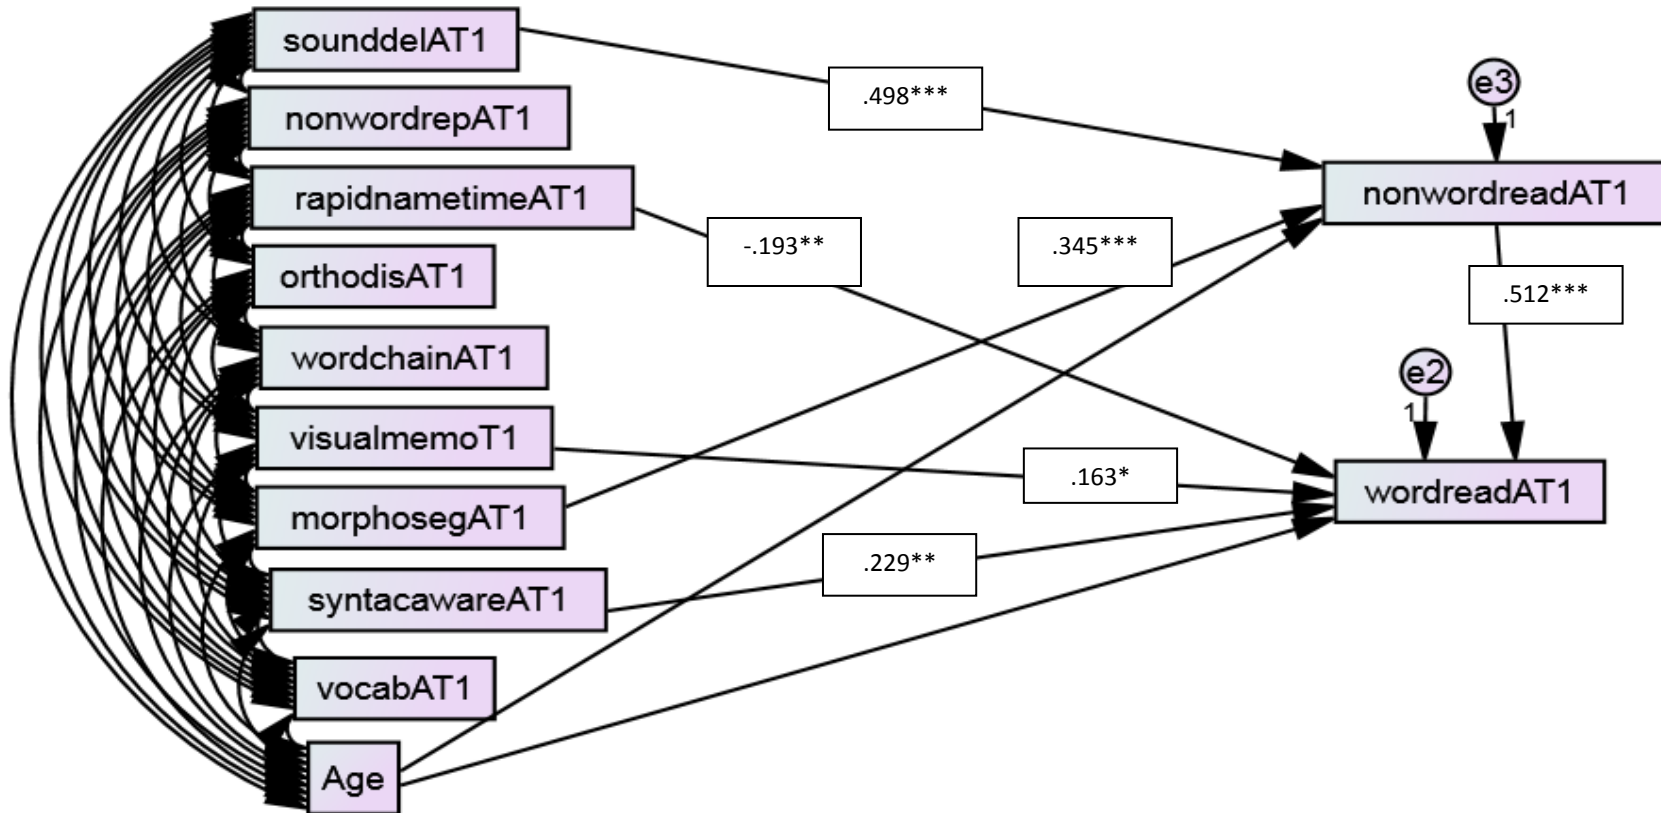 sounddelAT1
nonwordrepAT1
rapidnametimeAT1
orthodisAT1
wordchainAT1
visualmemoT1
morphosegAT1
syntacawareAT1
vocabAT1
Age
.498***
-.193**
.345***
.163*
.229**
e3
1
nonwordreadAT1
.512***
e2
1
wordreadAT1